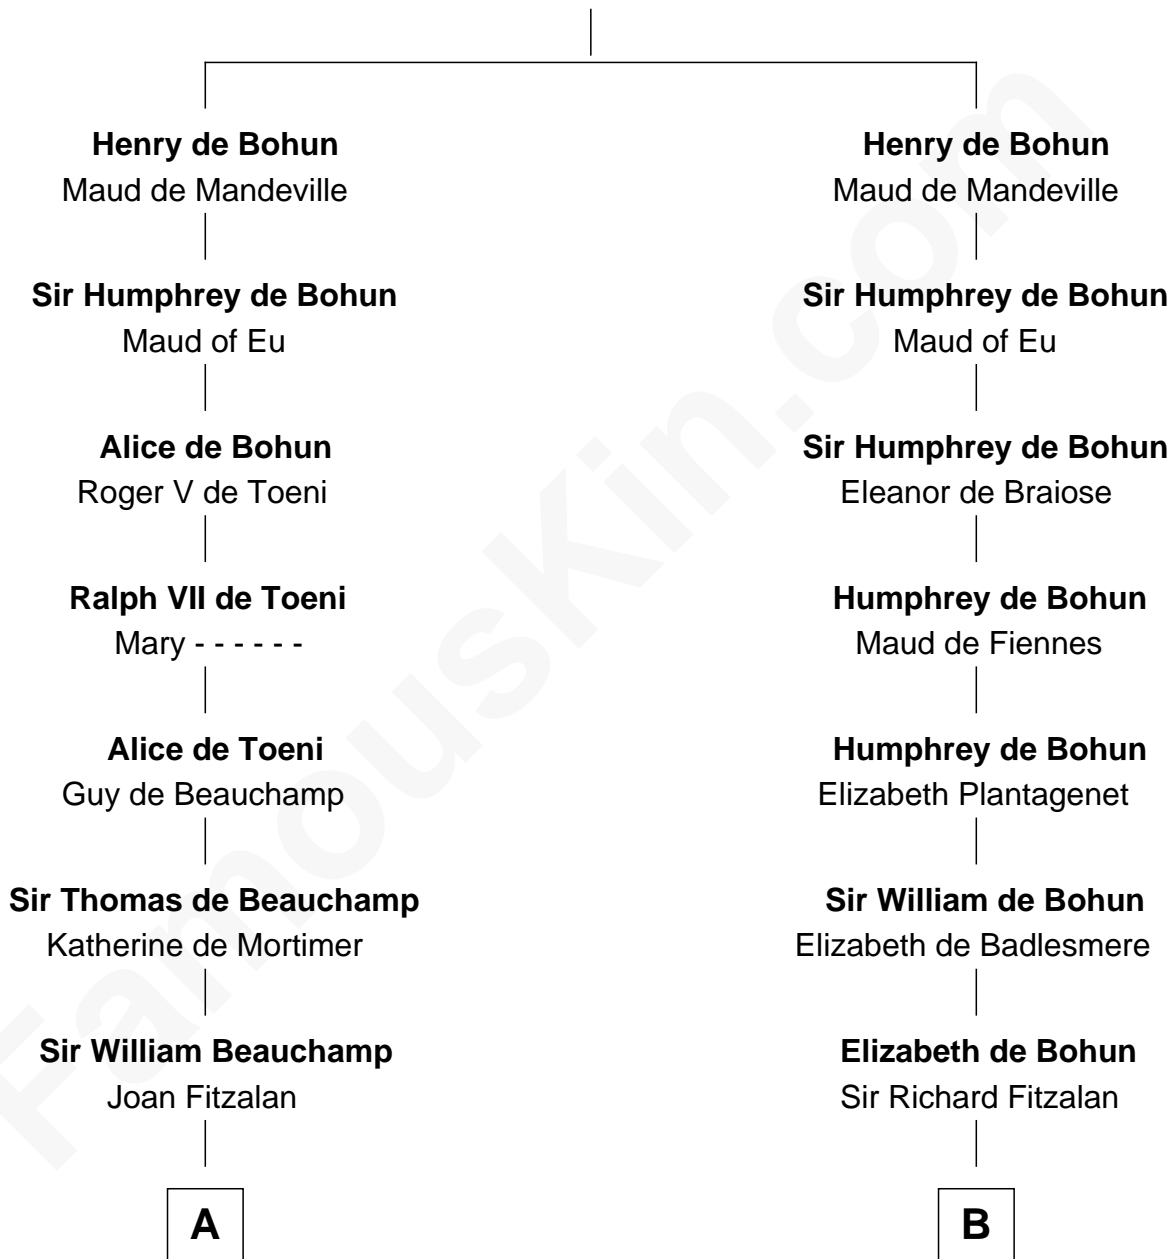 Henry de Bohun
Maud de Mandeville
Sir Humphrey de Bohun
Maud of Eu
Alice de Bohun
Roger V de Toeni
Ralph VII de Toeni
Mary - - - - - -
Alice de Toeni
Guy de Beauchamp
Sir Thomas de Beauchamp
Katherine de Mortimer
Sir William Beauchamp
Joan Fitzalan
A
Henry de Bohun
Maud de Mandeville
Sir Humphrey de Bohun
Maud of Eu
Sir Humphrey de Bohun
Eleanor de Braiose
Humphrey de Bohun
Maud de Fiennes
Humphrey de Bohun
Elizabeth Plantagenet
Sir William de Bohun
Elizabeth de Badlesmere
Elizabeth de Bohun
Sir Richard Fitzalan
B
FamousKin.com